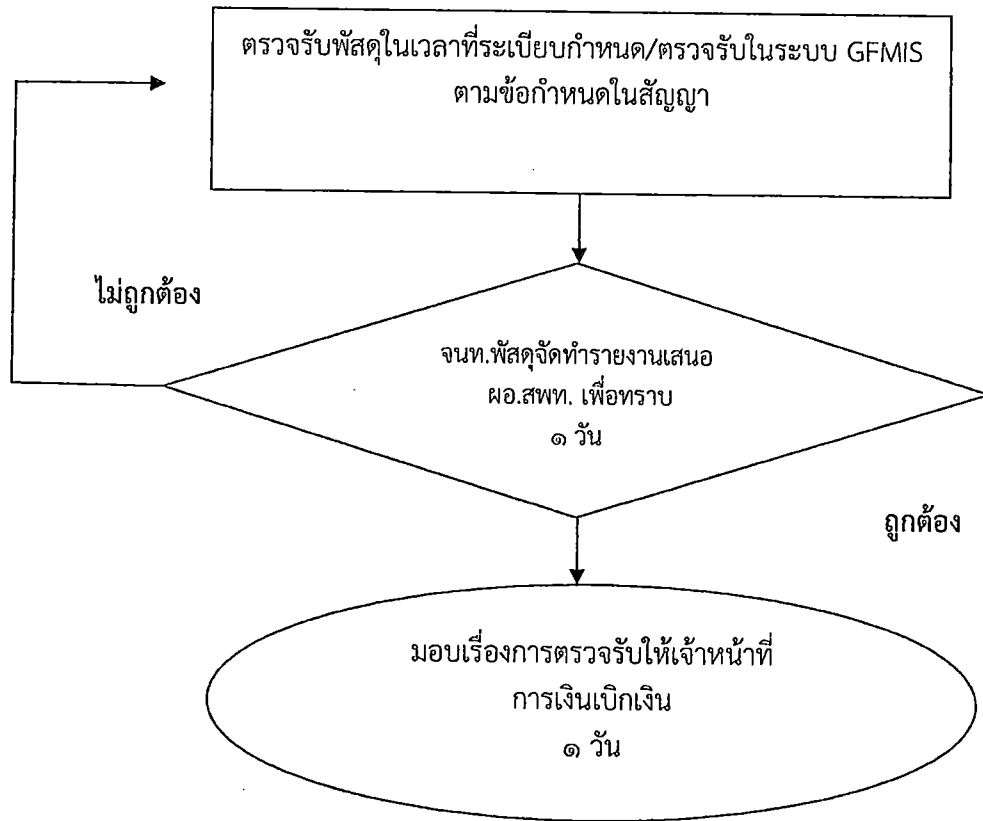 ตรวจรับพัสดุในเวลาที่ระเบียบกำหนด/ตรวจรับในระบบ GFMIS
ตามข้อกำหนดในสัญญา
ไม่ถูกต้อง
จนท.พัสดุจัดทำรายงานเสนอ
ผอ.สพท. เพื่อทราบ
๑ วัน
ถูกต้อง
มอบเรื่องการตรวจรับให้เจ้าหน้าที่
การเงินเบิกเงิน
๑ วัน